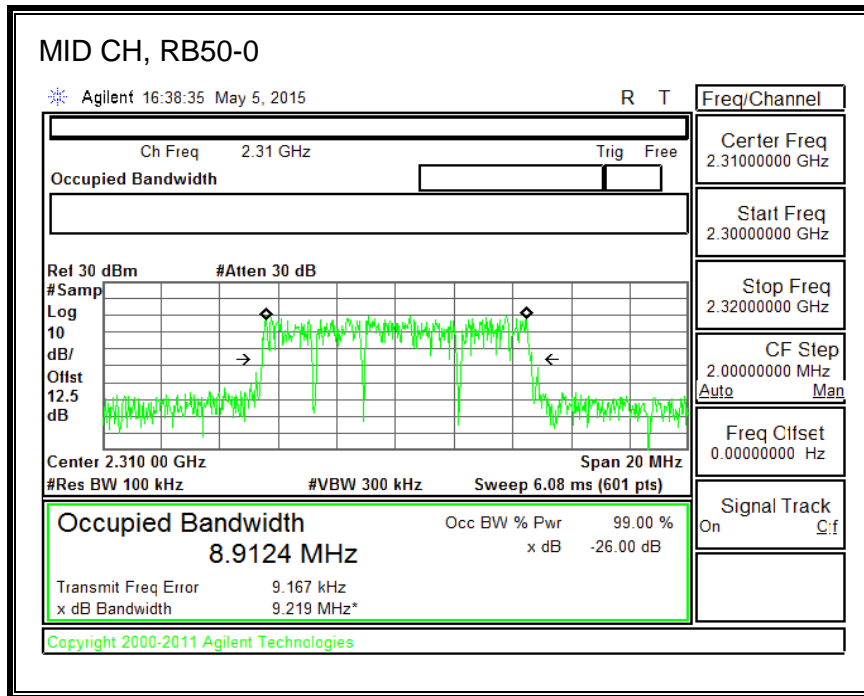 MID CH, RB50-0
Agilent 16:38:35 May 5, 2015 R T
Freq/Channel
Ch Freq 2.31 GHz Trig Free
Occupied Bandwidth
Center Freq
2.31000000 GHz
Start Freq
2.30000000 GHz
Stop Freq
2.32000000 GHz
CF Step
2.00000000 MHz
Auto Man
Freq Offset
0.00000000 Hz
Signal Track
On Off
Ref 30 dBm #Atten 30 dB
#Samp
Log
10
dB/
Offst
12.5
dB
Center 2.310 00 GHz Span 20 MHz
#Res BW 100 kHz #VBW 300 kHz Sweep 6.08 ms (601 pts)
Occupied Bandwidth
8.9124 MHz
Occ BW % Pwr 99.00 %
x dB -26.00 dB
Transmit Freq Error 9.167 kHz
x dB Bandwidth 9.219 MHz*
Copyright 2000-2011 Agilent Technologies